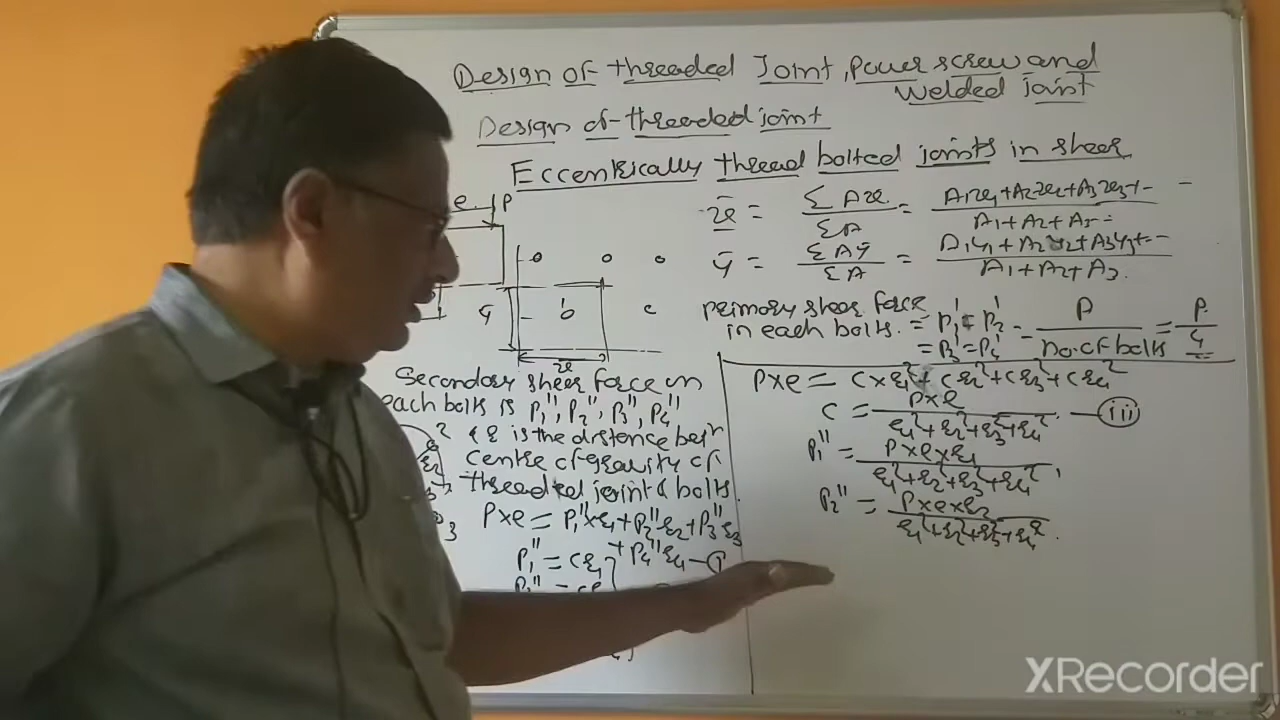 Design of threaded Joint, Power screw and
Welded joint
Design of threaded joint
Eccentrically thread bolted joints in shear
e P
x̄ = ΣAx / ΣA = A1x1+A2x2+A3x3+- - / A1+A2+A3-
ȳ = ΣAy / ΣA = A1y1+A2y2+A3y3+- / A1+A2+A3.
y b c
x
primary shear force
in each bolts. = P1' = P2' - P / no. of bolts = P / 4
= P3' = P4'
Secondary shear force on
each bolts is P1'', P2'', P3'', P4''
& r is the distance betn
centre of gravity of
threaded joint & bolts.
P×e = P1''×r1+P2''r2+P3''r3
+P4''r4 - (i)
P1'' = cr1
P×e = c×r1²+cr2²+cr3²+cr4²
c = P×e / r1²+r2²+r3²+r4² - (iii)
P1'' = P×e×r1 / r1²+r2²+r3²+r4²,
P2'' = P×e×r2 / r1²+r2²+r3²+r4².
XRecorder